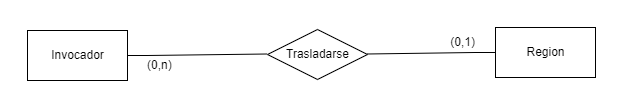 Invocador
(0,n)
Trasladarse
(0,1)
Region